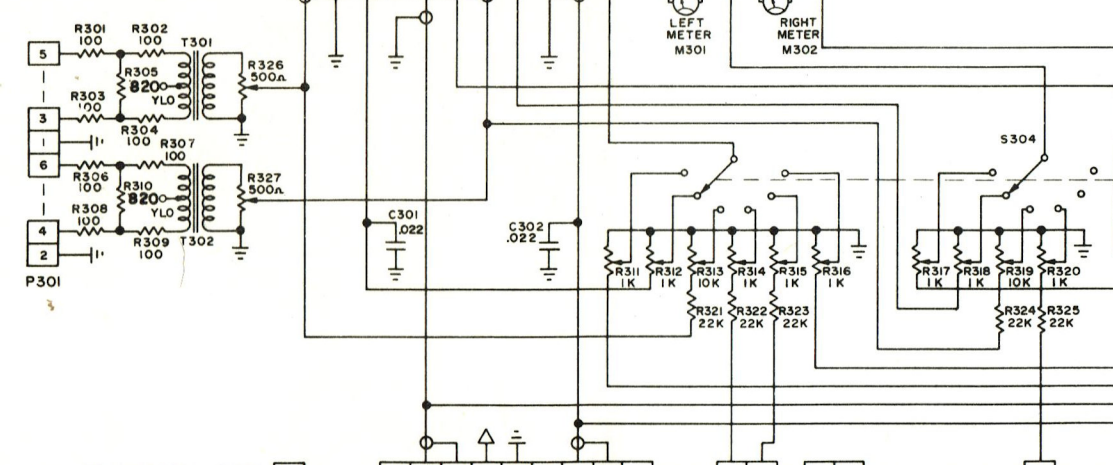 LEFT
METER
M301
RIGHT
METER
M302
R301
100
R302
100
T301
5
R305
820
YLO
R326
500Ω
R303
100
3
R304
100
R307
100
6
R306
100
R310
820
YLO
R327
500Ω
R308
100
4
R309
100
T302
2
P301
C301
.022
C302
.022
S304
R311
1K
R312
1K
R313
10K
R314
1K
R315
1K
R316
1K
R317
1K
R318
1K
R319
10K
R320
1K
R321
22K
R322
22K
R323
22K
R324
22K
R325
22K